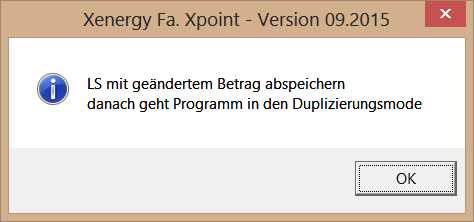 Xenergy Fa. Xpoint - Version 09.2015
LS mit geändertem Betrag abspeichern
danach geht Programm in den Duplizierungsmode
OK